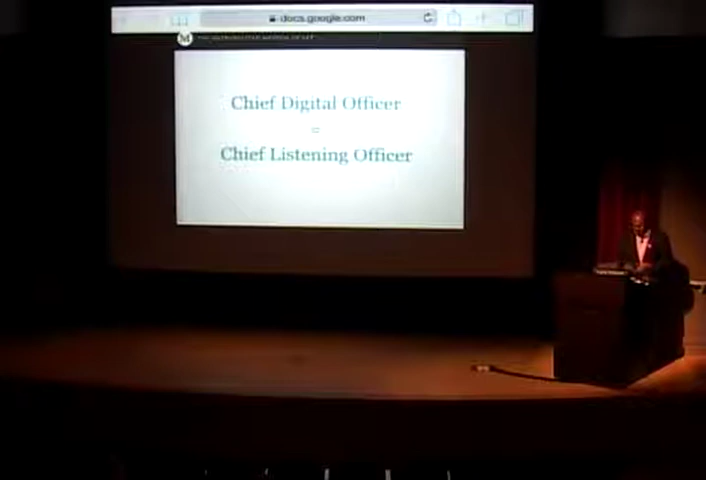 docs.google.com
M
Chief Digital Officer
=
Chief Listening Officer